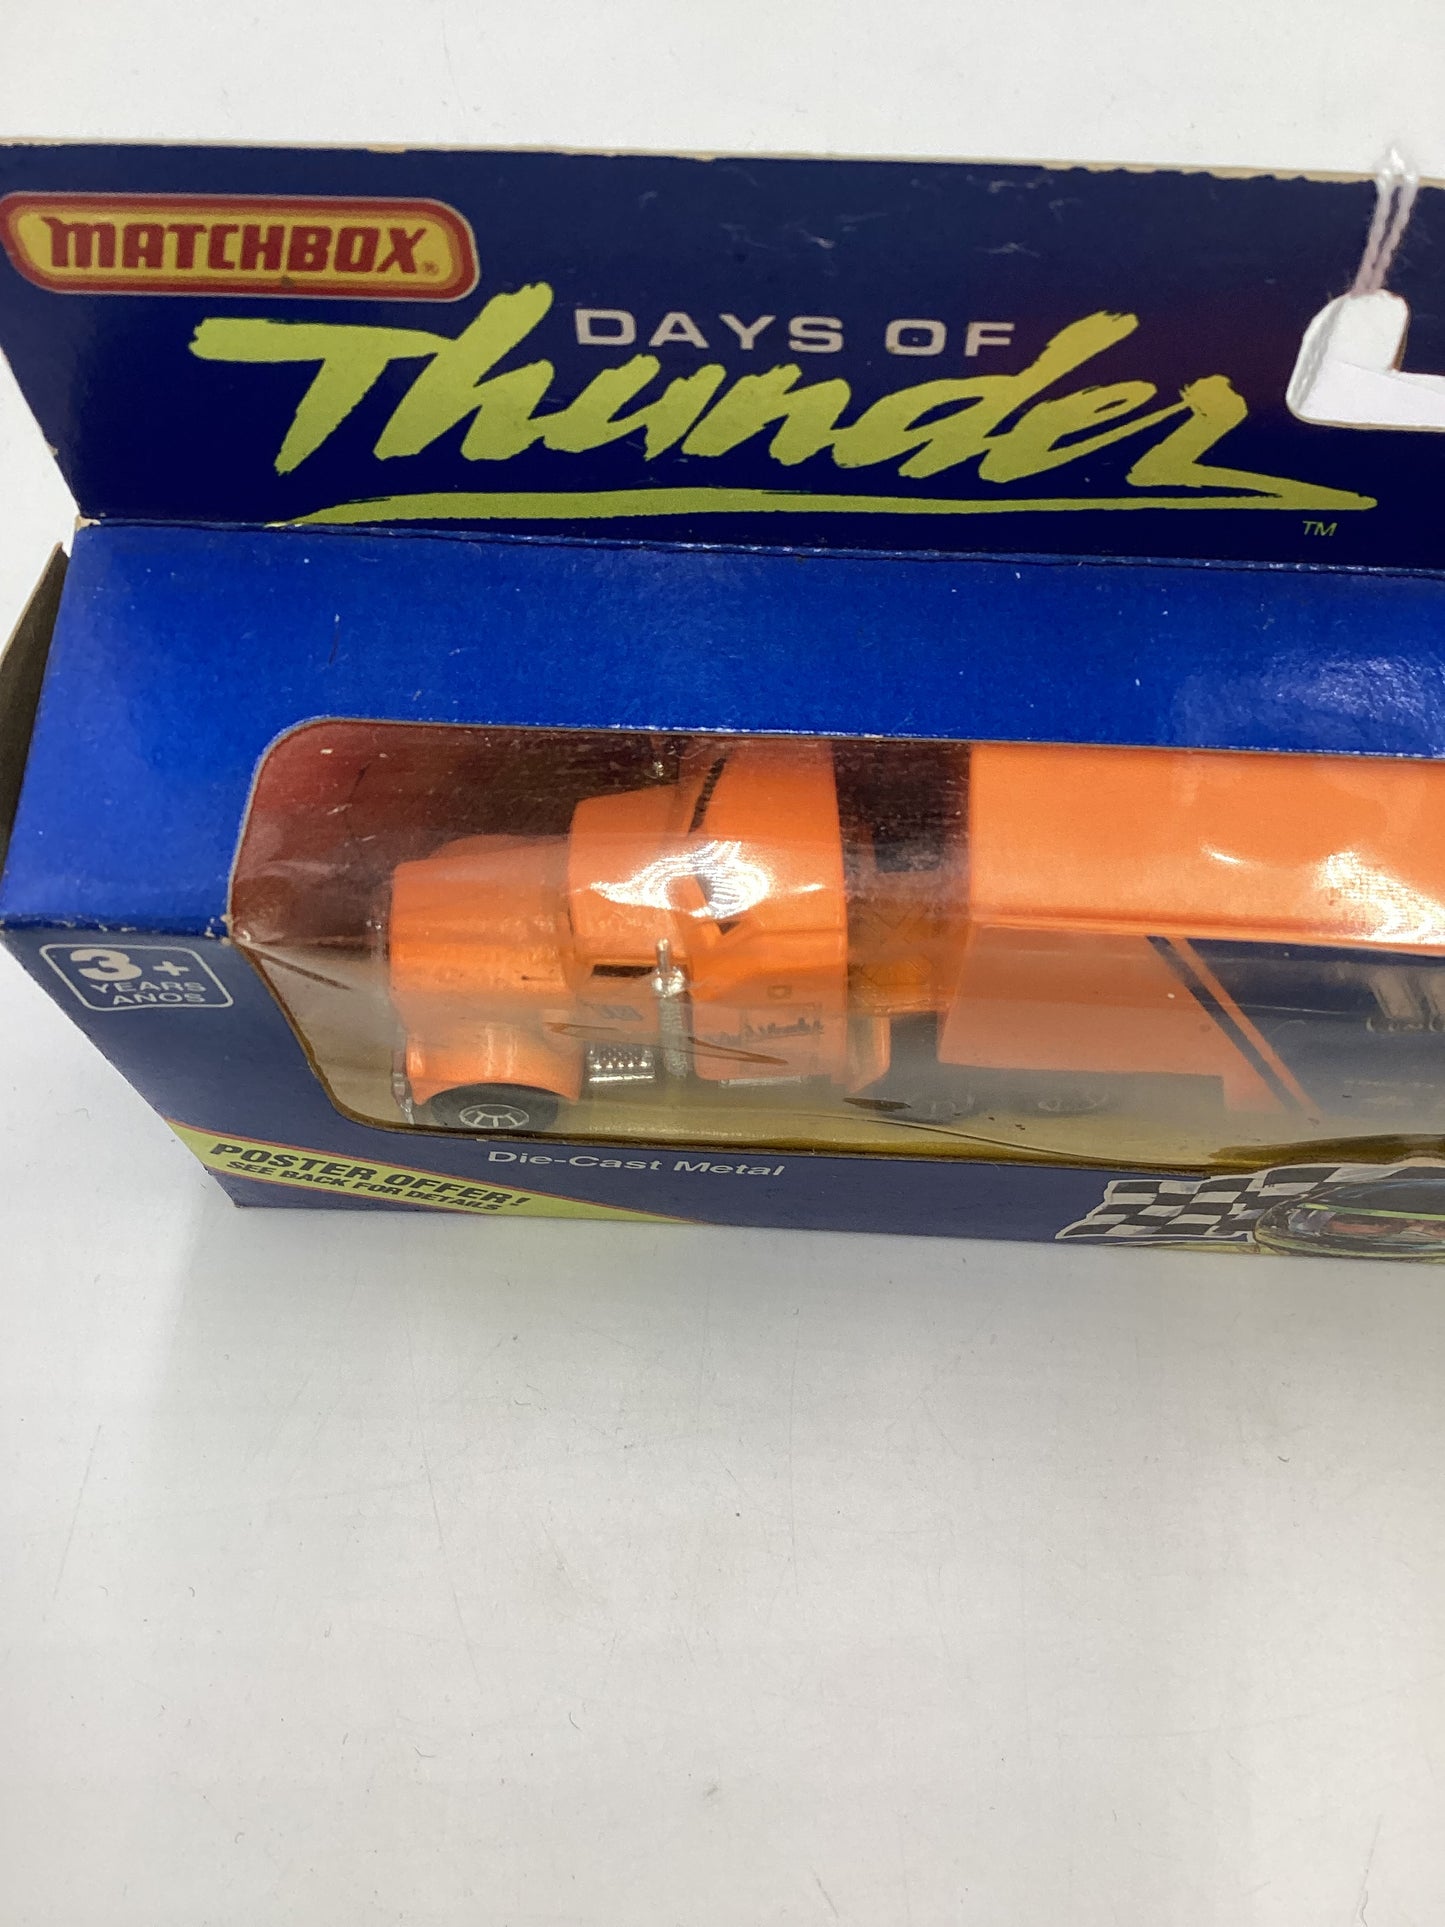 MATCHBOX®
DAYS OF
Thunder
™
3+
YEARS
AÑOS
POSTER OFFER!
SEE BACK FOR DETAILS
Die-Cast Metal